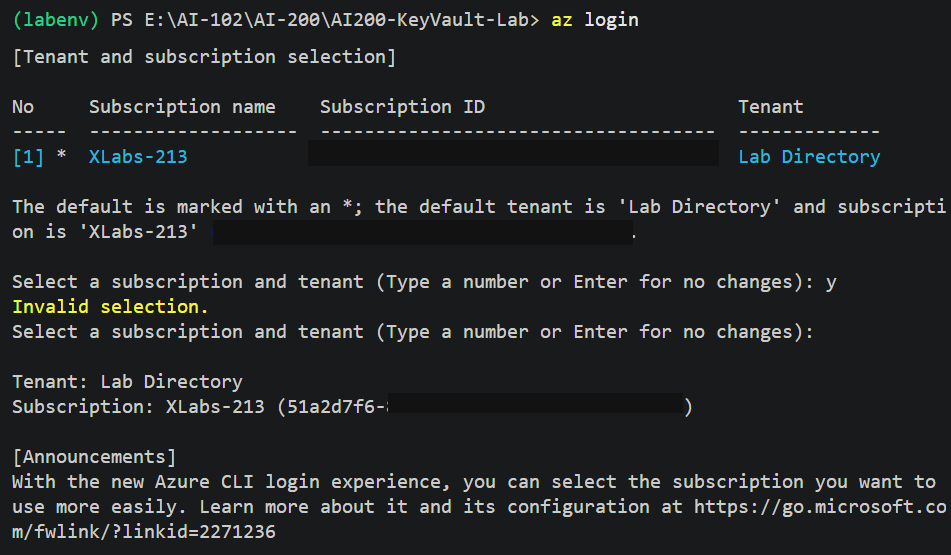 (labenv) PS E:\AI-102\AI-200\AI200-KeyVault-Lab> az login
[Tenant and subscription selection]
No     Subscription name    Subscription ID                       Tenant
-----  -------------------  ------------------------------------  -------------
[1] *  XLabs-213  Lab Directory
The default is marked with an *; the default tenant is 'Lab Directory' and subscripti
on is 'XLabs-213' .
Select a subscription and tenant (Type a number or Enter for no changes): y
Invalid selection.
Select a subscription and tenant (Type a number or Enter for no changes):
Tenant: Lab Directory
Subscription: XLabs-213 (51a2d7f6-)
[Announcements]
With the new Azure CLI login experience, you can select the subscription you want to
use more easily. Learn more about it and its configuration at https://go.microsoft.co
m/fwlink/?linkid=2271236